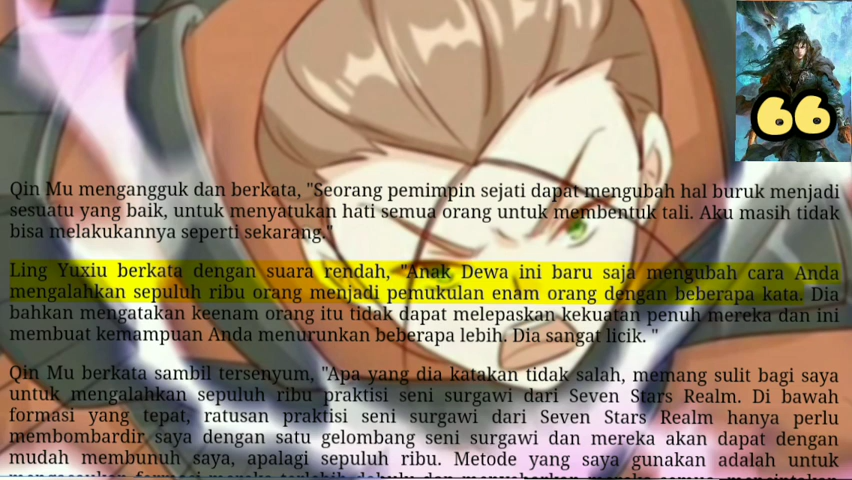 66
Qin Mu mengangguk dan berkata, "Seorang pemimpin sejati dapat mengubah hal buruk menjadi
sesuatu yang baik, untuk menyatukan hati semua orang untuk membentuk tali. Aku masih tidak
bisa melakukannya seperti sekarang."
Ling Yuxiu berkata dengan suara rendah, "Anak Dewa ini baru saja mengubah cara Anda
mengalahkan sepuluh ribu orang menjadi pemukulan enam orang dengan beberapa kata. Dia
bahkan mengatakan keenam orang itu tidak dapat melepaskan kekuatan penuh mereka dan ini
membuat kemampuan Anda menurunkan beberapa lebih. Dia sangat licik. "
Qin Mu berkata sambil tersenyum, "Apa yang dia katakan tidak salah, memang sulit bagi saya
untuk mengalahkan sepuluh ribu praktisi seni surgawi dari Seven Stars Realm. Di bawah
formasi yang tepat, ratusan praktisi seni surgawi dari Seven Stars Realm hanya perlu
membombardir saya dengan satu gelombang seni surgawi dan mereka akan dapat dengan
mudah membunuh saya, apalagi sepuluh ribu. Metode yang saya gunakan adalah untuk